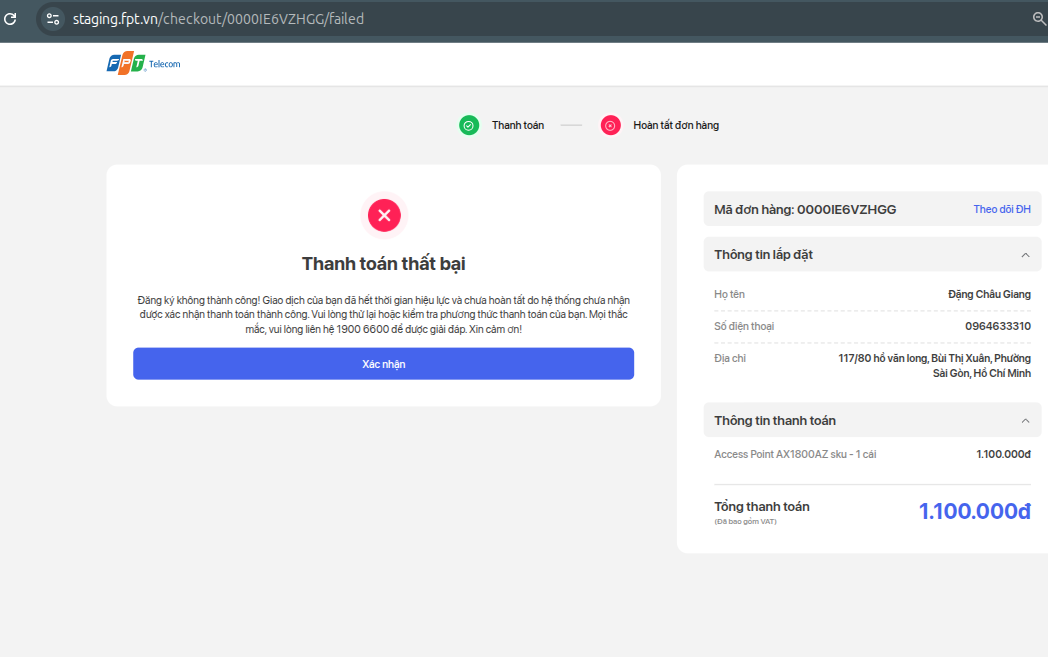 staging.fpt.vn/checkout/0000IE6VZHGG/failed
FPT Telecom
Thanh toán
Hoàn tất đơn hàng
Thanh toán thất bại
Đăng ký không thành công! Giao dịch của bạn đã hết thời gian hiệu lực và chưa hoàn tất do hệ thống chưa nhận
được xác nhận thanh toán thành công. Vui lòng thử lại hoặc kiểm tra phương thức thanh toán của bạn. Mọi thắc
mắc, vui lòng liên hệ 1900 6600 để được giải đáp. Xin cảm ơn!
Xác nhận
Mã đơn hàng: 0000IE6VZHGG
Theo dõi ĐH
Thông tin lắp đặt
Họ tên
Đặng Châu Giang
Số điện thoại
0964633310
Địa chỉ
117/80 hồ văn long, Bùi Thị Xuân, Phường
Sài Gòn, Hồ Chí Minh
Thông tin thanh toán
Access Point AX1800AZ sku - 1 cái
1.100.000đ
Tổng thanh toán
(Đã bao gồm VAT)
1.100.000đ